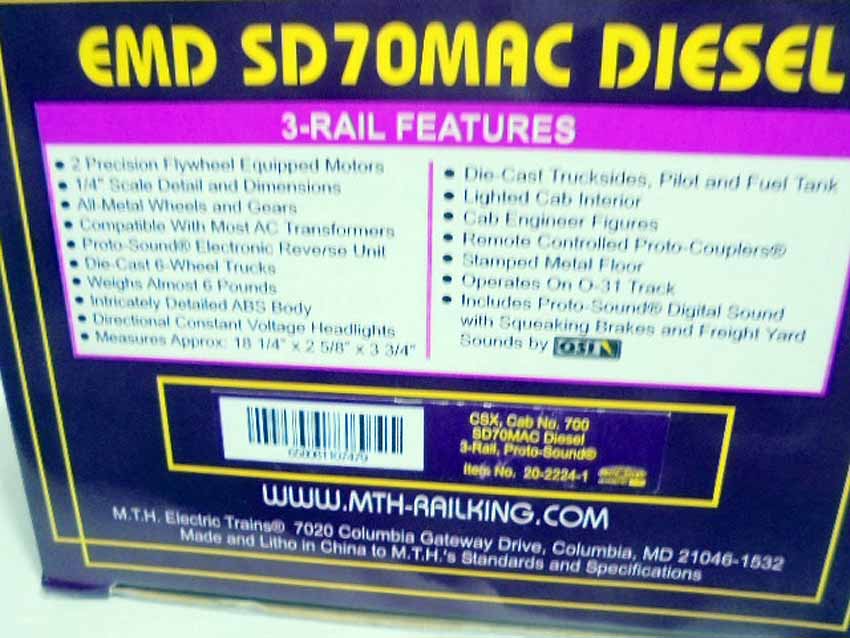 EMD SD70MAC DIESEL
3-RAIL FEATURES
• 2 Precision Flywheel Equipped Motors
• 1/4" Scale Detail and Dimensions
• All-Metal Wheels and Gears
• Compatible With Most AC Transformers
• Proto-Sound® Electronic Reverse Unit
• Die-Cast 6-Wheel Trucks
• Weighs Almost 6 Pounds
• Intricately Detailed ABS Body
• Directional Constant Voltage Headlights
• Measures Approx: 18 1/4" x 2 5/8" x 3 3/4"
• Die-Cast Trucksides, Pilot and Fuel Tank
• Lighted Cab Interior
• Cab Engineer Figures
• Remote Controlled Proto-Couplers®
• Stamped Metal Floor
• Operates On O-31 Track
• Includes Proto-Sound® Digital Sound
with Squeaking Brakes and Freight Yard
Sounds by QSI
CSX, Cab No. 700
SD70MAC Diesel
3-Rail, Proto-Sound®
Item No. 20-2224-1
WWW.MTH-RAILKING.COM
M.T.H. Electric Trains® 7020 Columbia Gateway Drive, Columbia, MD 21046-1532
Made and Litho in China to M.T.H.'s Standards and Specifications